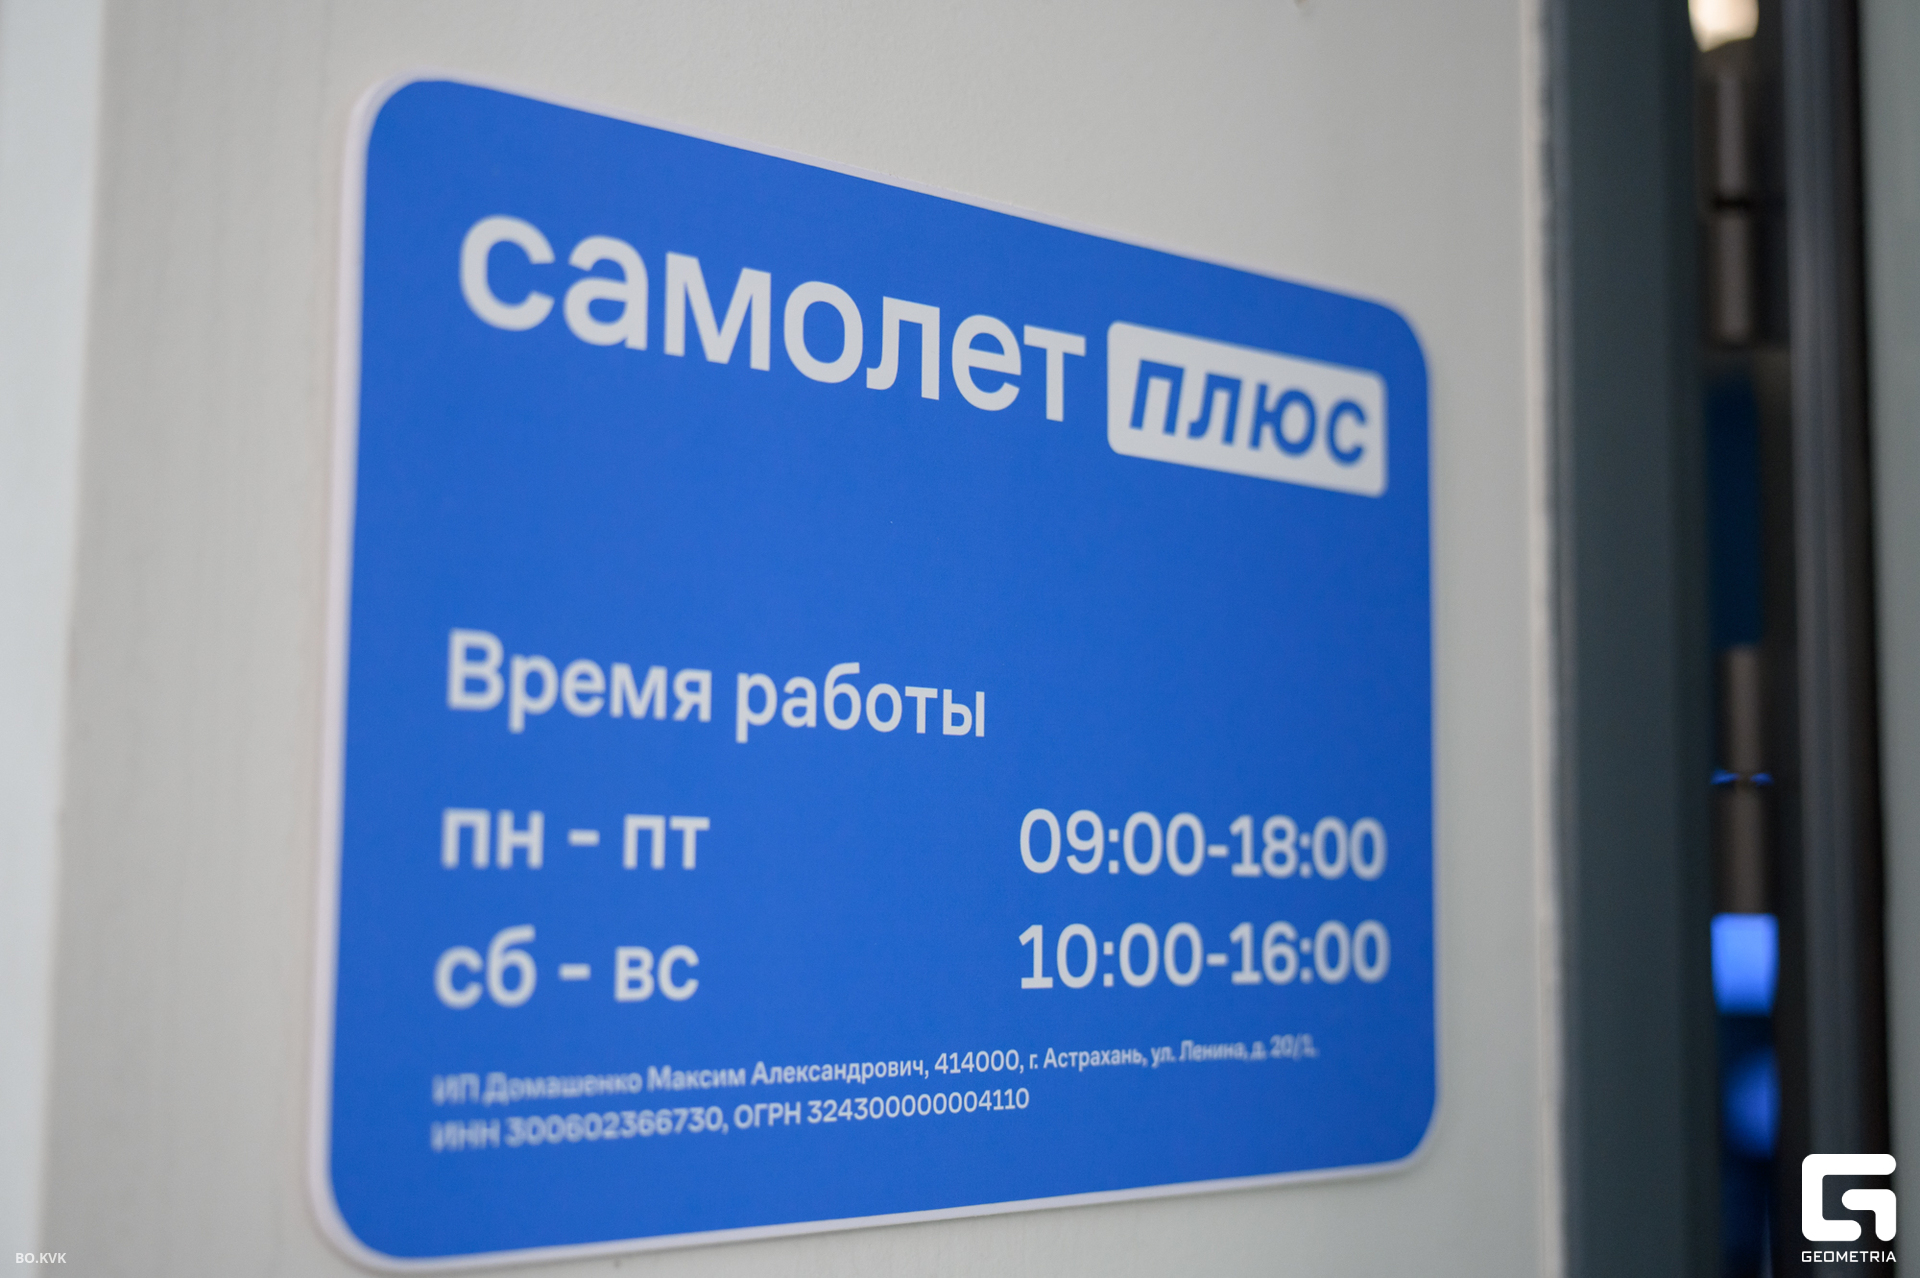 самолет плюс
Время работы
пн - пт 09:00-18:00
сб - вс 10:00-16:00
ИП Домашенко Максим Александрович, 414000, г. Астрахань, ул. Ленина, д. 20/1,
ИНН 300602366730, ОГРН 324300000004110
BO.KVK
GEOMETRIA